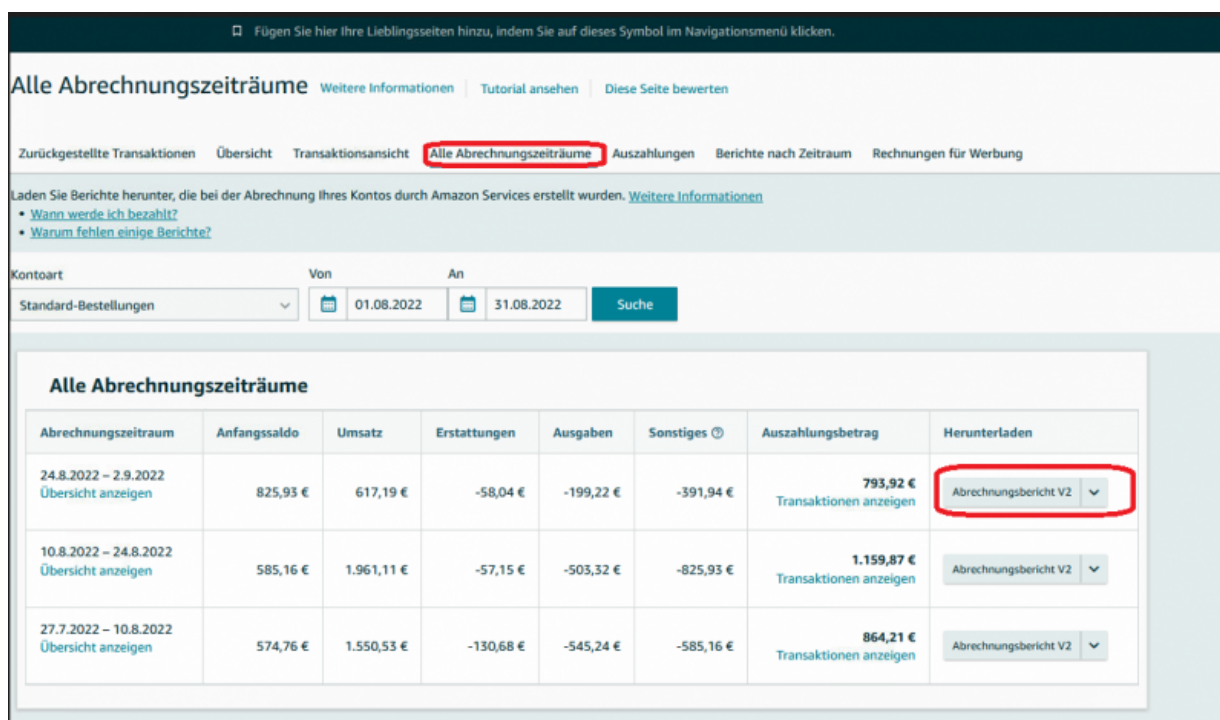 Fügen Sie hier Ihre Lieblingsseiten hinzu, indem Sie auf dieses Symbol im Navigationsmenü klicken.
Alle Abrechnungszeiträume Weitere Informationen Tutorial ansehen Diese Seite bewerten
Zurückgestellte Transaktionen Übersicht Transaktionsansicht Alle Abrechnungszeiträume Auszahlungen Berichte nach Zeitraum Rechnungen für Werbung
Laden Sie Berichte herunter, die bei der Abrechnung Ihres Kontos durch Amazon Services erstellt wurden. Weitere Informationen
• Wann werde ich bezahlt?
• Warum fehlen einige Berichte?
Kontoart Von An
Standard-Bestellungen 01.08.2022 31.08.2022 Suche
Alle Abrechnungszeiträume
Abrechnungszeitraum Anfangssaldo Umsatz Erstattungen Ausgaben Sonstiges Auszahlungsbetrag Herunterladen
24.8.2022 – 2.9.2022 793,92 €
Übersicht anzeigen 825,93 € 617,19 € -58,04 € -199,22 € -391,94 € Transaktionen anzeigen Abrechnungsbericht V2
10.8.2022 – 24.8.2022 1.159,87 €
Übersicht anzeigen 585,16 € 1.961,11 € -57,15 € -503,32 € -825,93 € Transaktionen anzeigen Abrechnungsbericht V2
27.7.2022 – 10.8.2022 864,21 €
Übersicht anzeigen 574,76 € 1.550,53 € -130,68 € -545,24 € -585,16 € Transaktionen anzeigen Abrechnungsbericht V2